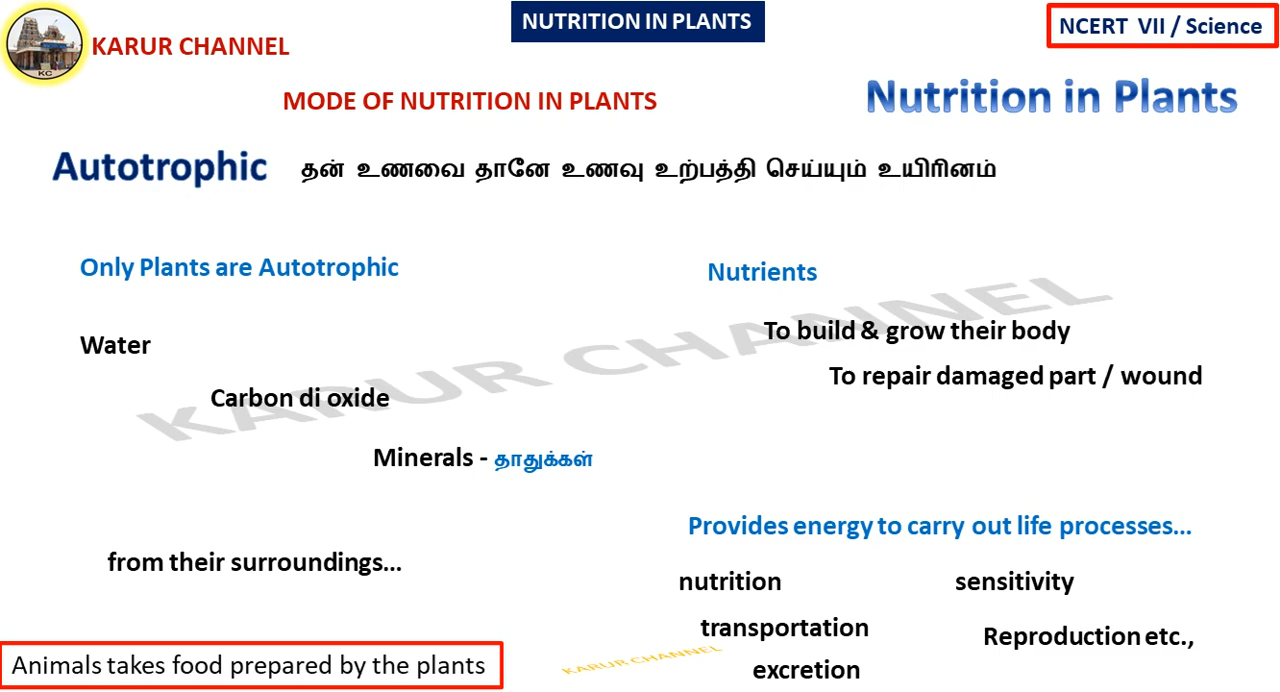 NUTRITION IN PLANTS
NCERT VII / Science
KARUR CHANNEL
KC
MODE OF NUTRITION IN PLANTS
Nutrition in Plants
Autotrophic தன் உணவை தானே உணவு உற்பத்தி செய்யும் உயிரினம்
Only Plants are Autotrophic
Water
Carbon di oxide
Minerals - தாதுக்கள்
from their surroundings...
Animals takes food prepared by the plants
Nutrients
To build & grow their body
To repair damaged part / wound
Provides energy to carry out life processes...
nutrition
sensitivity
transportation
Reproduction etc.,
excretion
KARUR CHANNEL
KARUR CHANNEL